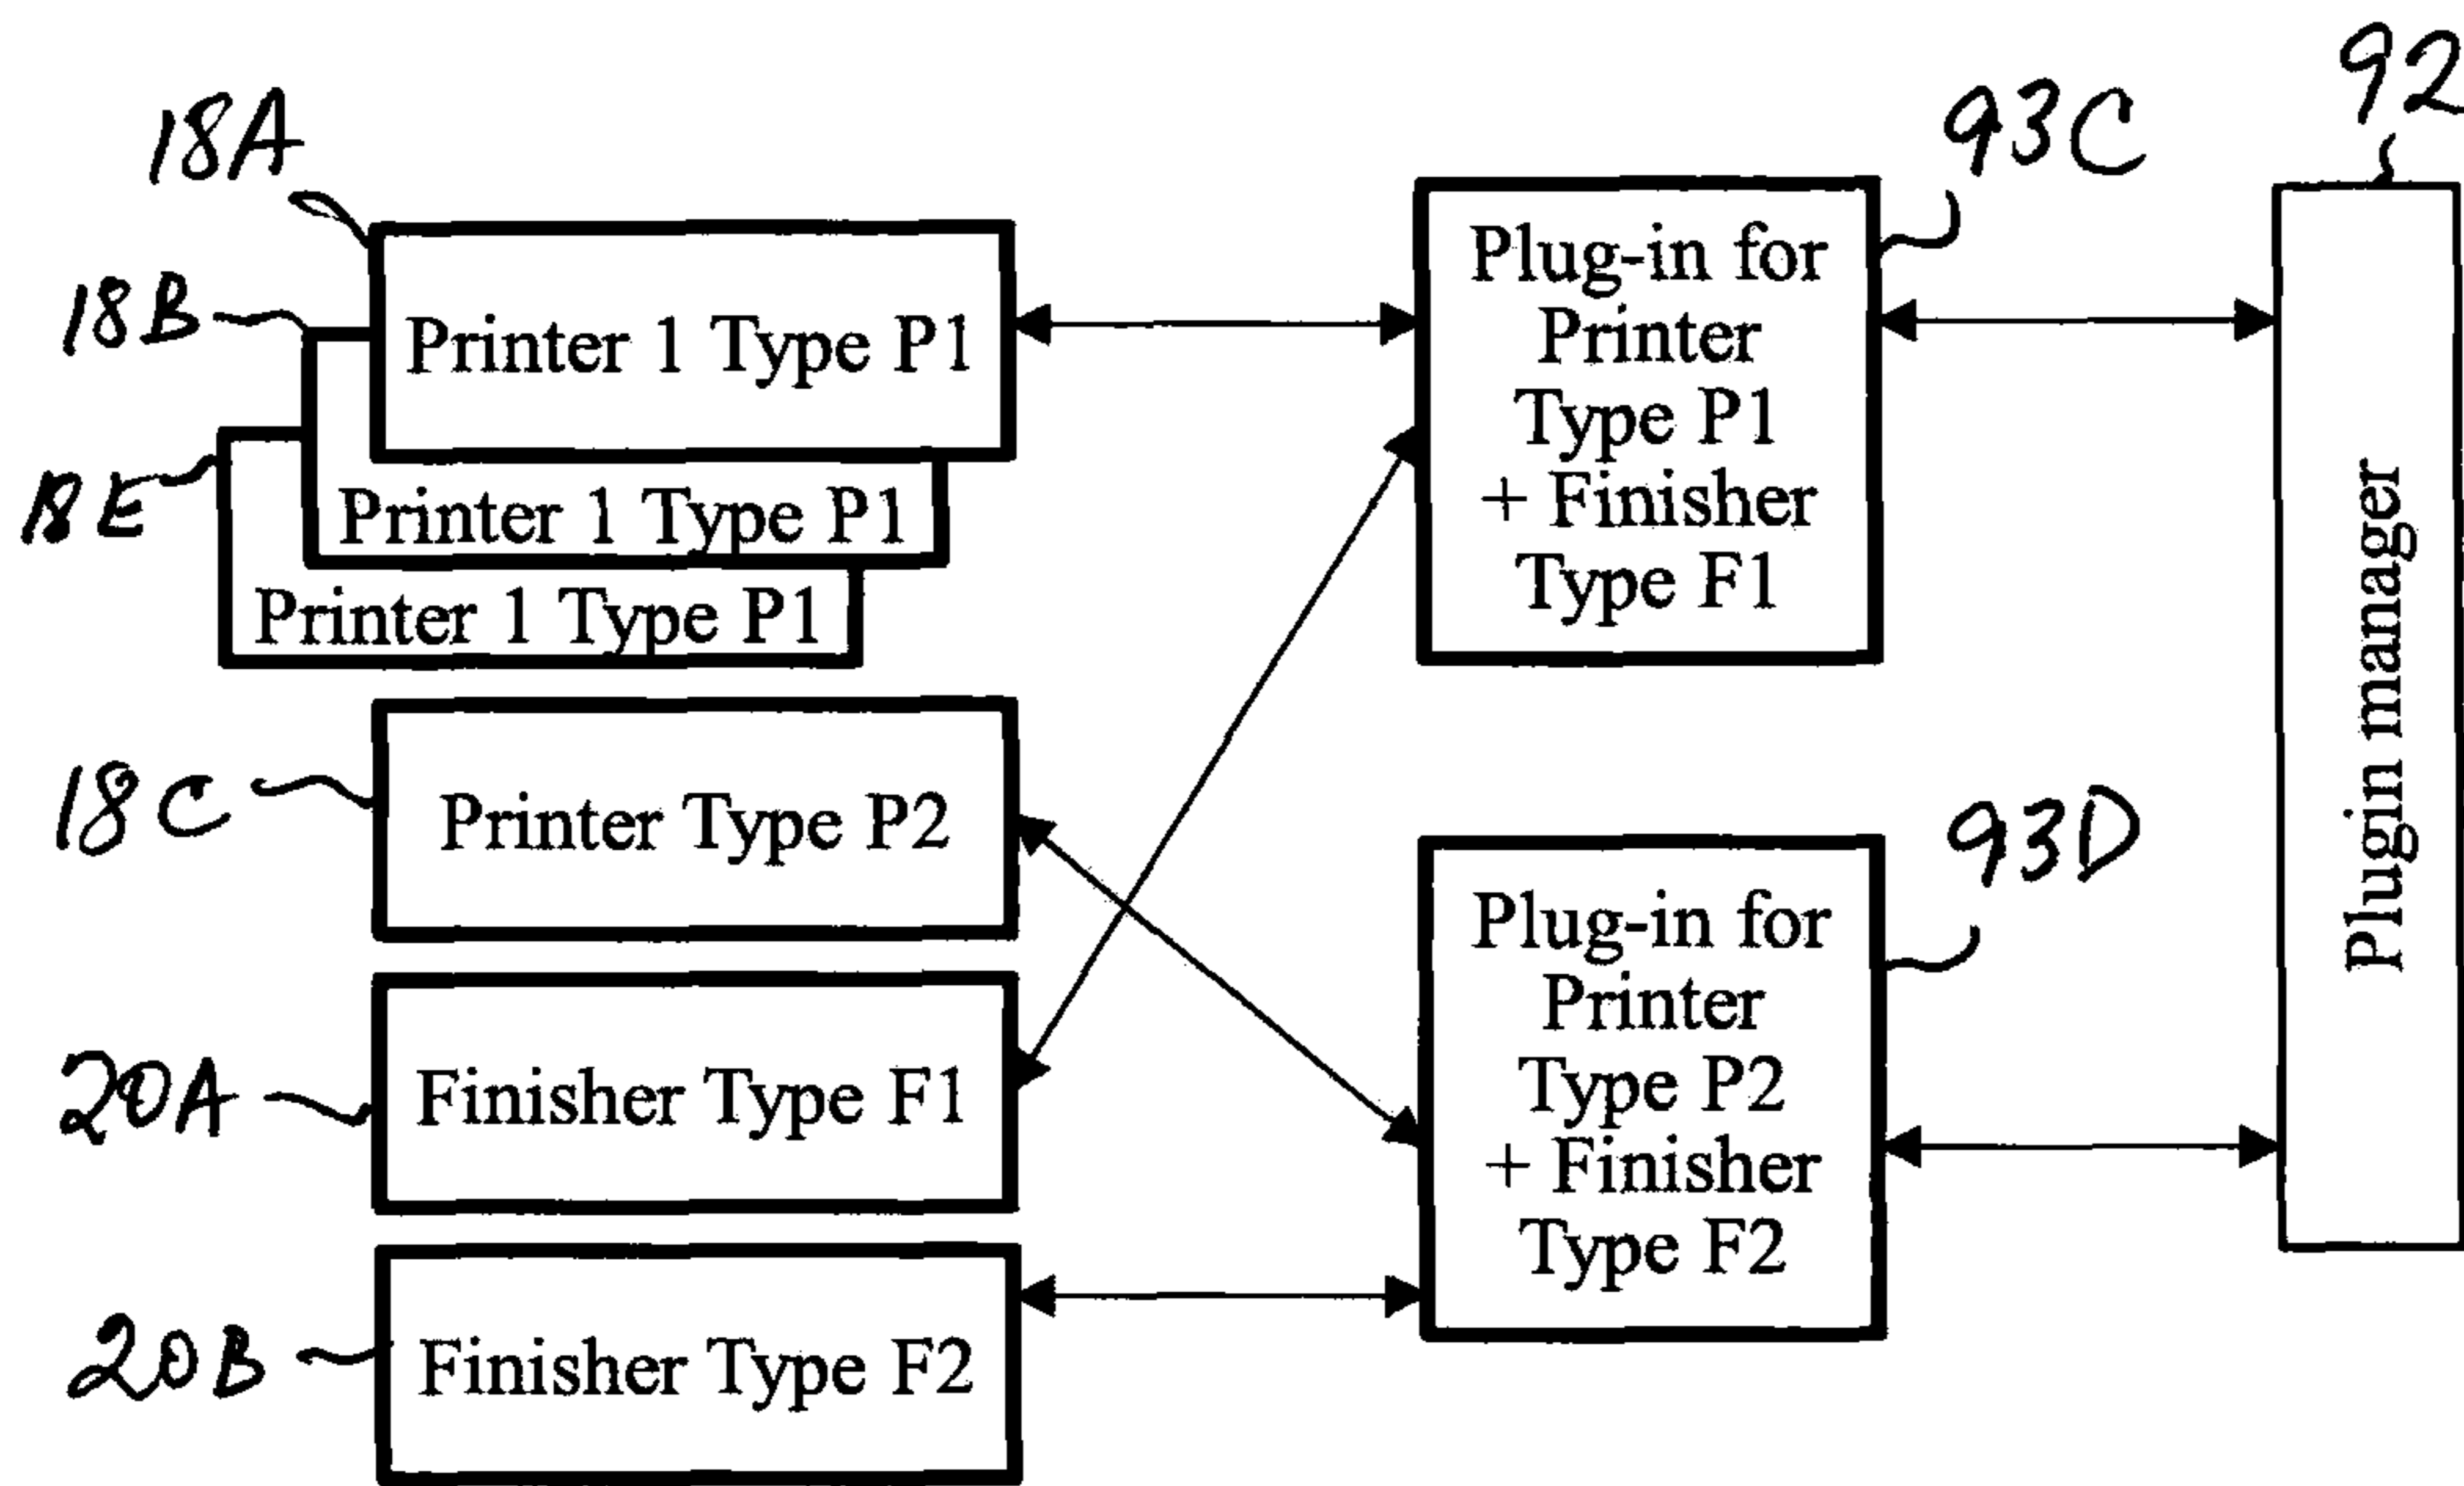 92
18A
93C
Plug-in for
Printer
Type P1
+ Finisher
Type F1
18B
Printer 1 Type P1
18E
Printer 1 Type P1
Printer 1 Type P1
Plugin manager
18C
Printer Type P2
93D
Plug-in for
Printer
Type P2
+ Finisher
Type F2
20A
Finisher Type F1
20B
Finisher Type F2